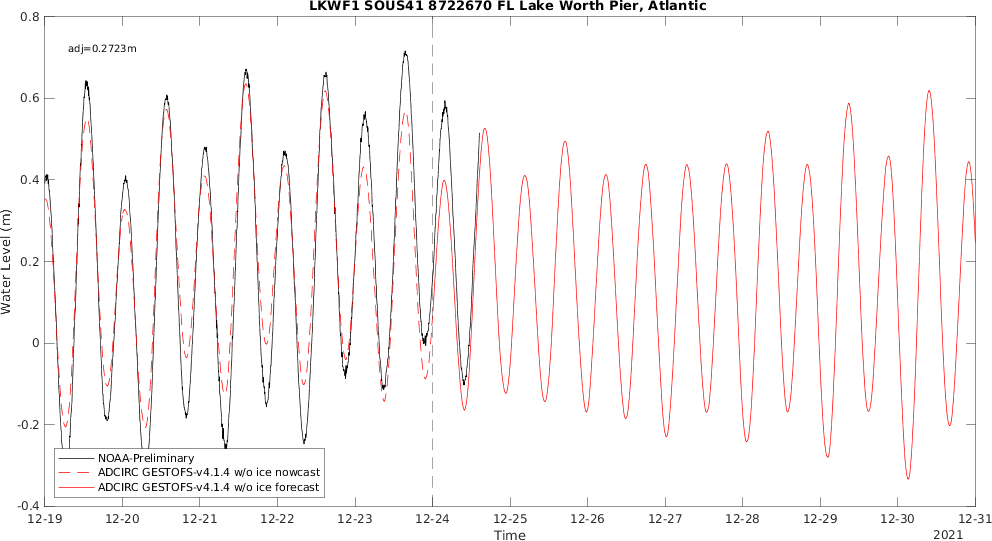 LKWF1 SOUS41 8722670 FL Lake Worth Pier, Atlantic
adj=0.2723m
0.8
0.6
0.4
0.2
0
-0.2
-0.4
Water Level (m)
NOAA-Preliminary
ADCIRC GESTOFS-v4.1.4 w/o ice nowcast
ADCIRC GESTOFS-v4.1.4 w/o ice forecast
12-19 12-20 12-21 12-22 12-23 12-24 12-25 12-26 12-27 12-28 12-29 12-30 12-31
Time
2021